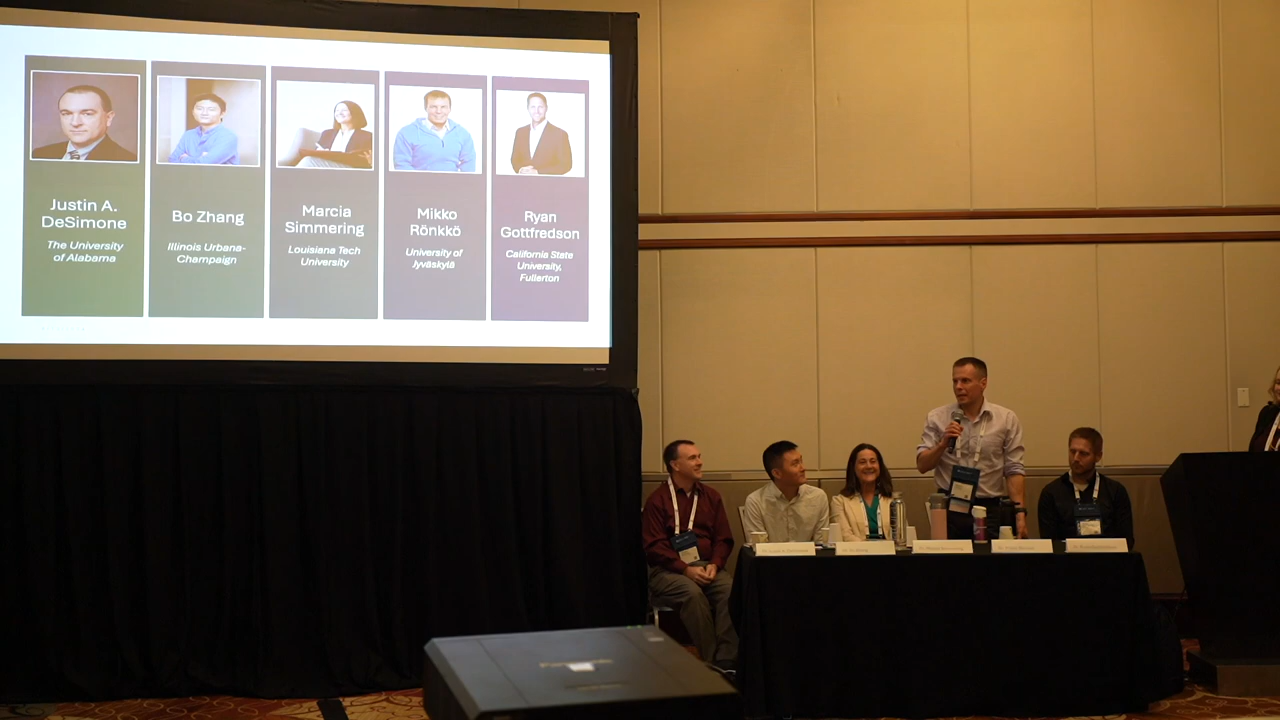 Justin A.
DeSimone
The University
of Alabama
Bo Zhang
Illinois Urbana-
Champaign
Marcia
Simmering
Louisiana Tech
University
Mikko
Rönkkö
University of
Jyväskylä
Ryan
Gottfredson
California State
University,
Fullerton